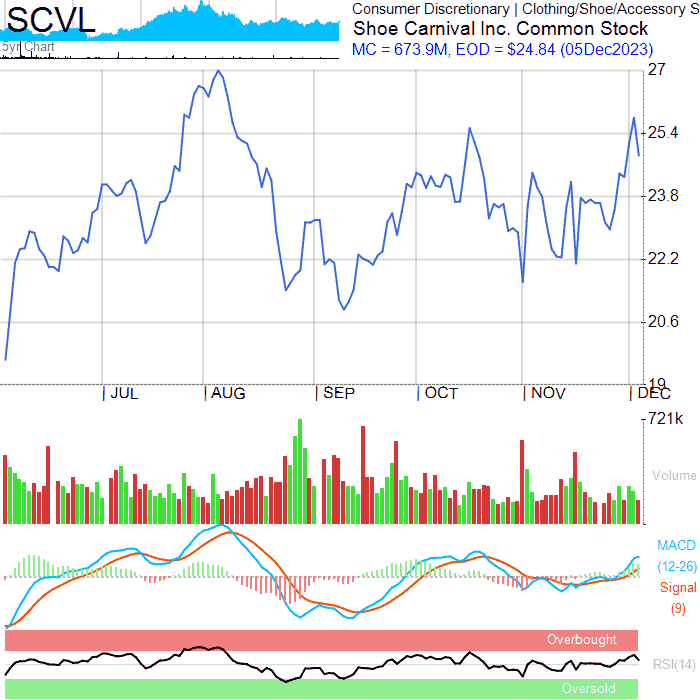 SCVL
5yr Chart
Consumer Discretionary | Clothing/Shoe/Accessory S
Shoe Carnival Inc. Common Stock
MC = 673.9M, EOD = $24.84 (05Dec2023)
27
25.4
23.8
22.2
20.6
19
JUL
AUG
SEP
OCT
NOV
DEC
721k
Volume
MACD
(12-26)
Signal
(9)
Overbought
RSI(14)
Oversold